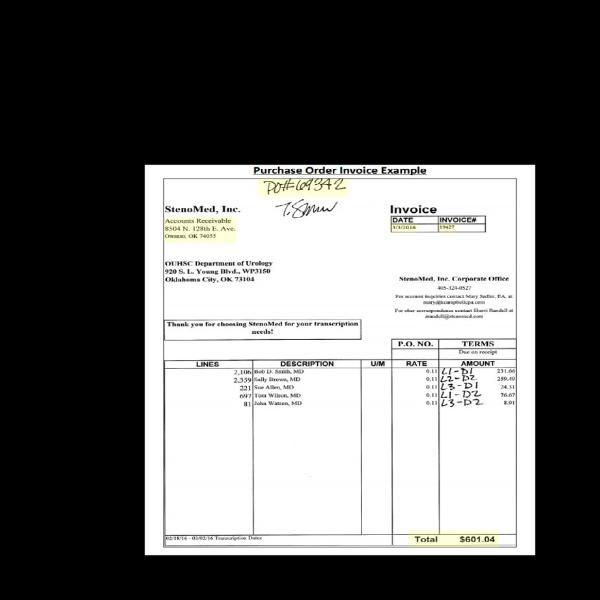 Purchase Order Invoice Example
PO#=69342
StenoMed, Inc.
Accounts Receivable
8504 N. 128th E. Ave.
Owasso, OK 74055
Invoice
DATE INVOICE#
3/3/2016 15427
OUHSC Department of Urology
920 S. L. Young Blvd., WP3150
Oklahoma City, OK 73104
StenoMed, Inc. Corporate Office
405-324-0527
For account inquiries contact Mary Sadler, EA, at
For other correspondence contact Sherri Randell at
Thank you for choosing StenoMed for your transcription
needs!
P.O. NO. TERMS
Due on receipt
LINES DESCRIPTION U/M RATE AMOUNT
2,106 Bob D. Smith, MD 0.11 L1-D1 231.66
2,359 Sally Brown, MD 0.11 L2-D2 259.49
221 Sue Allen, MD 0.11 L3-D1 24.31
697 Tom Wilson, MD 0.11 L1-D2 76.67
81 John Watson, MD 0.11 L3-D2 8.91
02/18/16 - 03/02/16 Transcription Dates
Total $601.04